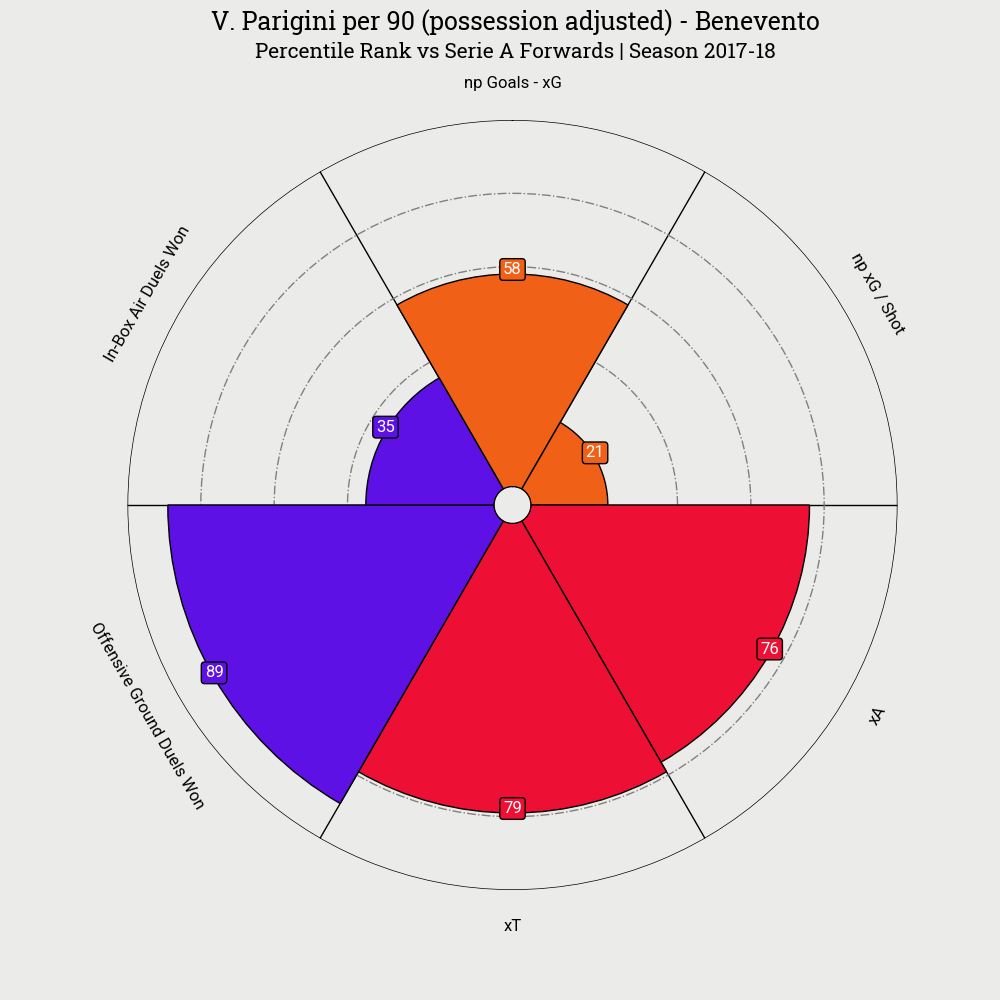 V. Parigini per 90 (possession adjusted) - Benevento
Percentile Rank vs Serie A Forwards | Season 2017-18
np Goals - xG
In-Box Air Duels Won
np xG / Shot
58
35
21
89
76
79
Offensive Ground Duels Won
xA
xT